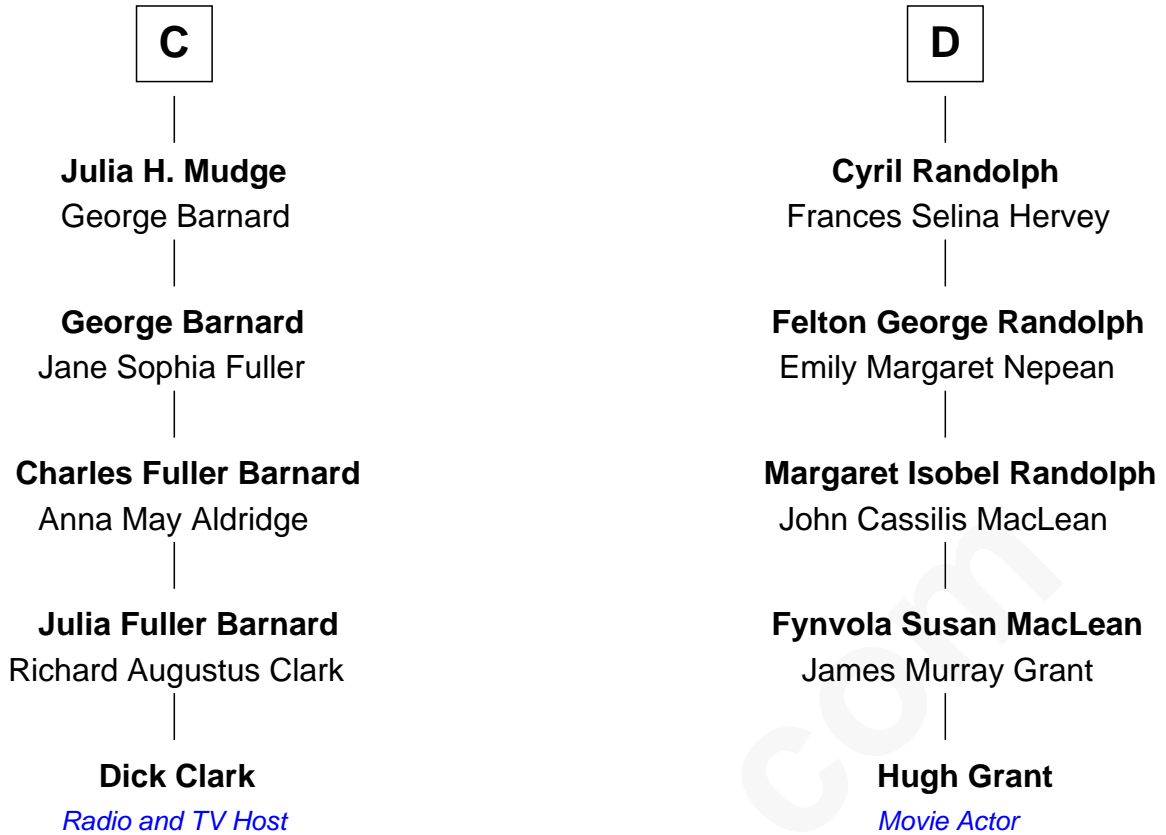 C
Julia H. Mudge
George Barnard
George Barnard
Jane Sophia Fuller
Charles Fuller Barnard
Anna May Aldridge
Julia Fuller Barnard
Richard Augustus Clark
Dick Clark
Radio and TV Host
D
Cyril Randolph
Frances Selina Hervey
Felton George Randolph
Emily Margaret Nepean
Margaret Isobel Randolph
John Cassilis MacLean
Fynvola Susan MacLean
James Murray Grant
Hugh Grant
Movie Actor
com